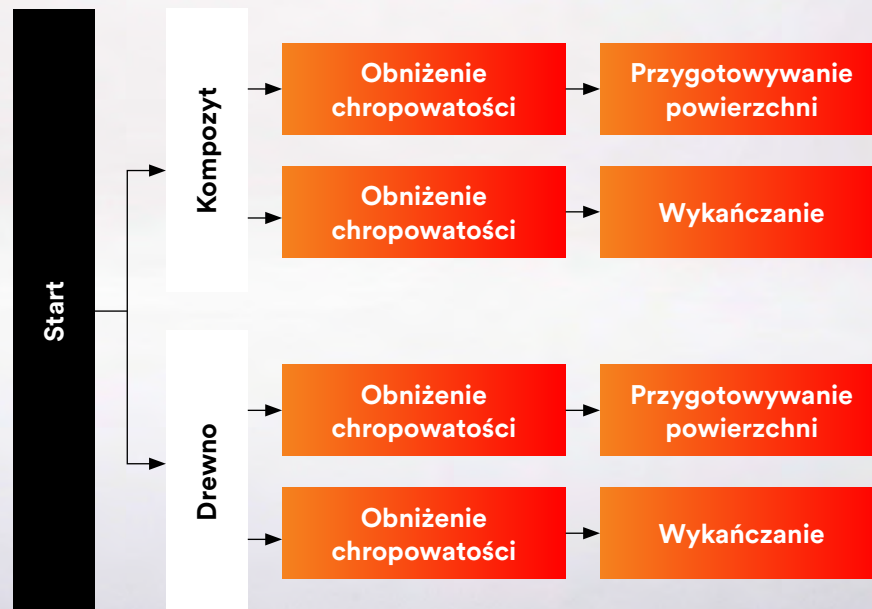 Start
Kompozyt
Obniżenie
chropowatości
Przygotowywanie
powierzchni
Obniżenie
chropowatości
Wykańczanie
Drewno
Obniżenie
chropowatości
Przygotowywanie
powierzchni
Obniżenie
chropowatości
Wykańczanie